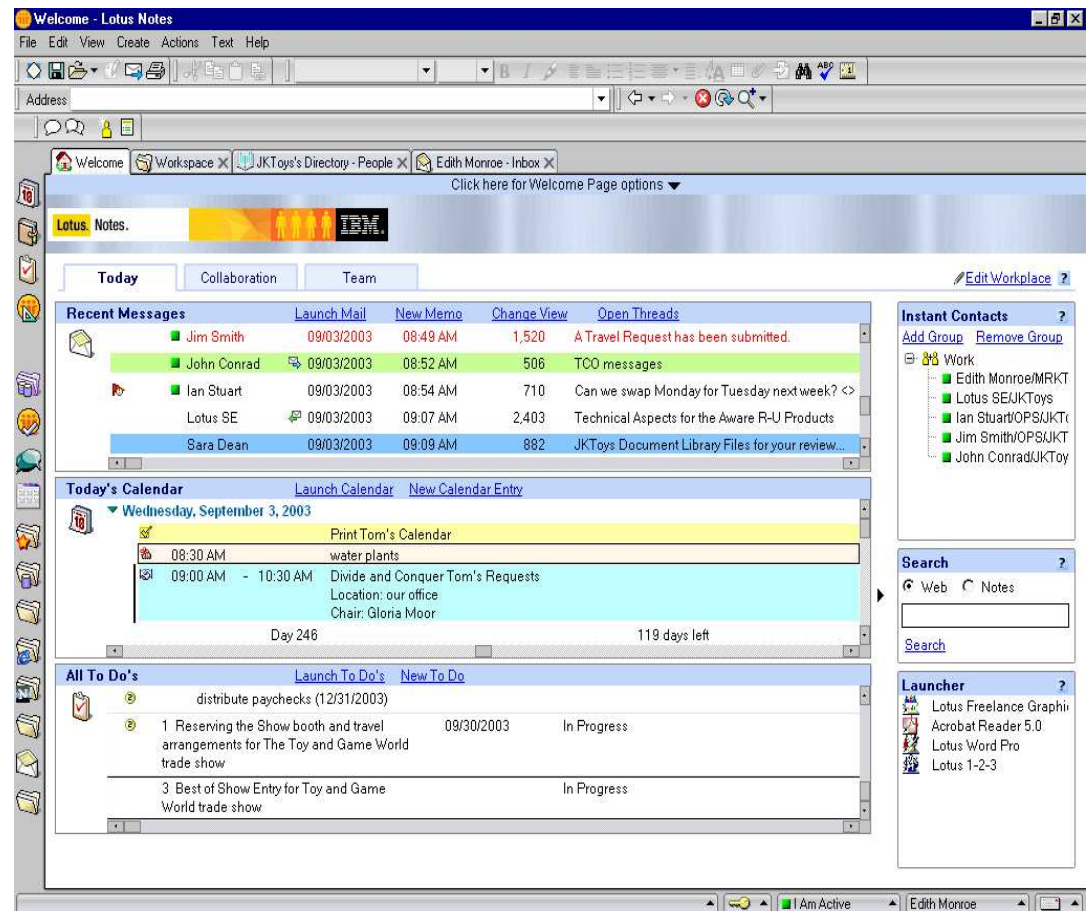 Welcome - Lotus Notes
File Edit View Create Actions Text Help
B I
Address
Welcome Workspace JKToys's Directory - People Edith Monroe - Inbox
Click here for Welcome Page options
Lotus. Notes. IBM.
Today Collaboration Team Edit Workplace ?
Recent Messages Launch Mail New Memo Change View Open Threads
Jim Smith 09/03/2003 08:49 AM 1,520 A Travel Request has been submitted.
John Conrad 09/03/2003 08:52 AM 506 TCO messages
Ian Stuart 09/03/2003 08:54 AM 710 Can we swap Monday for Tuesday next week? <>
Lotus SE 09/03/2003 09:07 AM 2,403 Technical Aspects for the Aware R-U Products
Sara Dean 09/03/2003 09:09 AM 882 JKToys Document Library Files for your review...
Instant Contacts ?
Add Group Remove Group
Work
Edith Monroe/MRKT
Lotus SE/JKToys
Ian Stuart/OPS/JKT
Jim Smith/OPS/JKT
John Conrad/JKToy
Today's Calendar Launch Calendar New Calendar Entry
Wednesday, September 3, 2003
Print Tom's Calendar
08:30 AM water plants
09:00 AM - 10:30 AM Divide and Conquer Tom's Requests
Location: our office
Chair: Gloria Moor
Day 246 119 days left
Search ?
Web Notes
Search
All To Do's Launch To Do's New To Do
distribute paychecks (12/31/2003)
1 Reserving the Show booth and travel 09/30/2003 In Progress
arrangements for The Toy and Game World
trade show
3 Best of Show Entry for Toy and Game In Progress
World trade show
Launcher ?
Lotus Freelance Graphi
Acrobat Reader 5.0
Lotus Word Pro
Lotus 1-2-3
I Am Active Edith Monroe